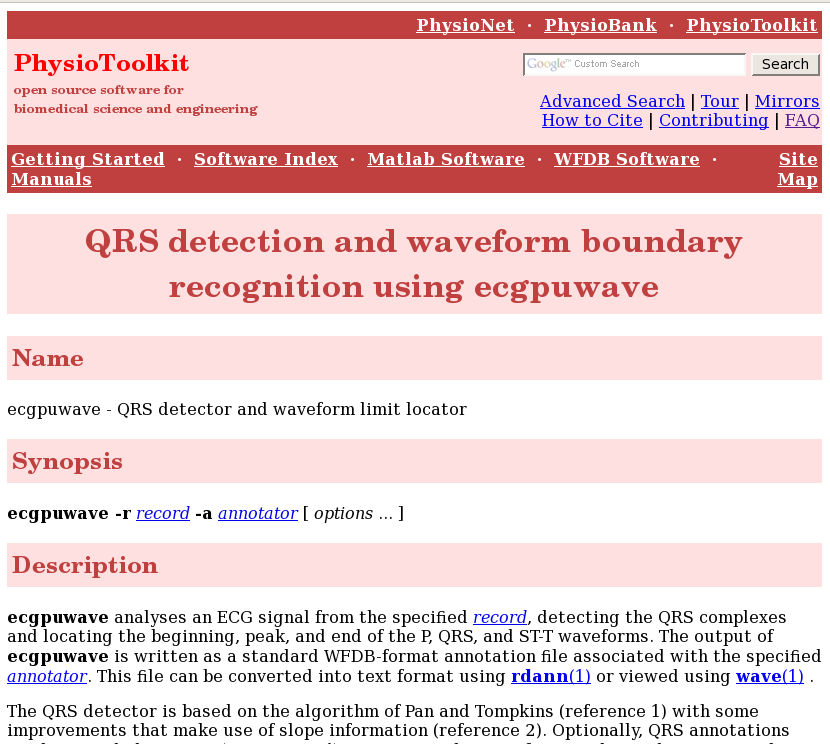 PhysioNet · PhysioBank · PhysioToolkit
PhysioToolkit
open source software for
biomedical science and engineering
Google™ Custom Search
Search
Advanced Search | Tour | Mirrors
How to Cite | Contributing | FAQ
Getting Started · Software Index · Matlab Software · WFDB Software ·
Manuals
Site
Map
QRS detection and waveform boundary
recognition using ecgpuwave
Name
ecgpuwave - QRS detector and waveform limit locator
Synopsis
ecgpuwave -r record -a annotator [ options ... ]
Description
ecgpuwave analyses an ECG signal from the specified record, detecting the QRS complexes
and locating the beginning, peak, and end of the P, QRS, and ST-T waveforms. The output of
ecgpuwave is written as a standard WFDB-format annotation file associated with the specified
annotator. This file can be converted into text format using rdann(1) or viewed using wave(1) .
The QRS detector is based on the algorithm of Pan and Tompkins (reference 1) with some
improvements that make use of slope information (reference 2). Optionally, QRS annotations